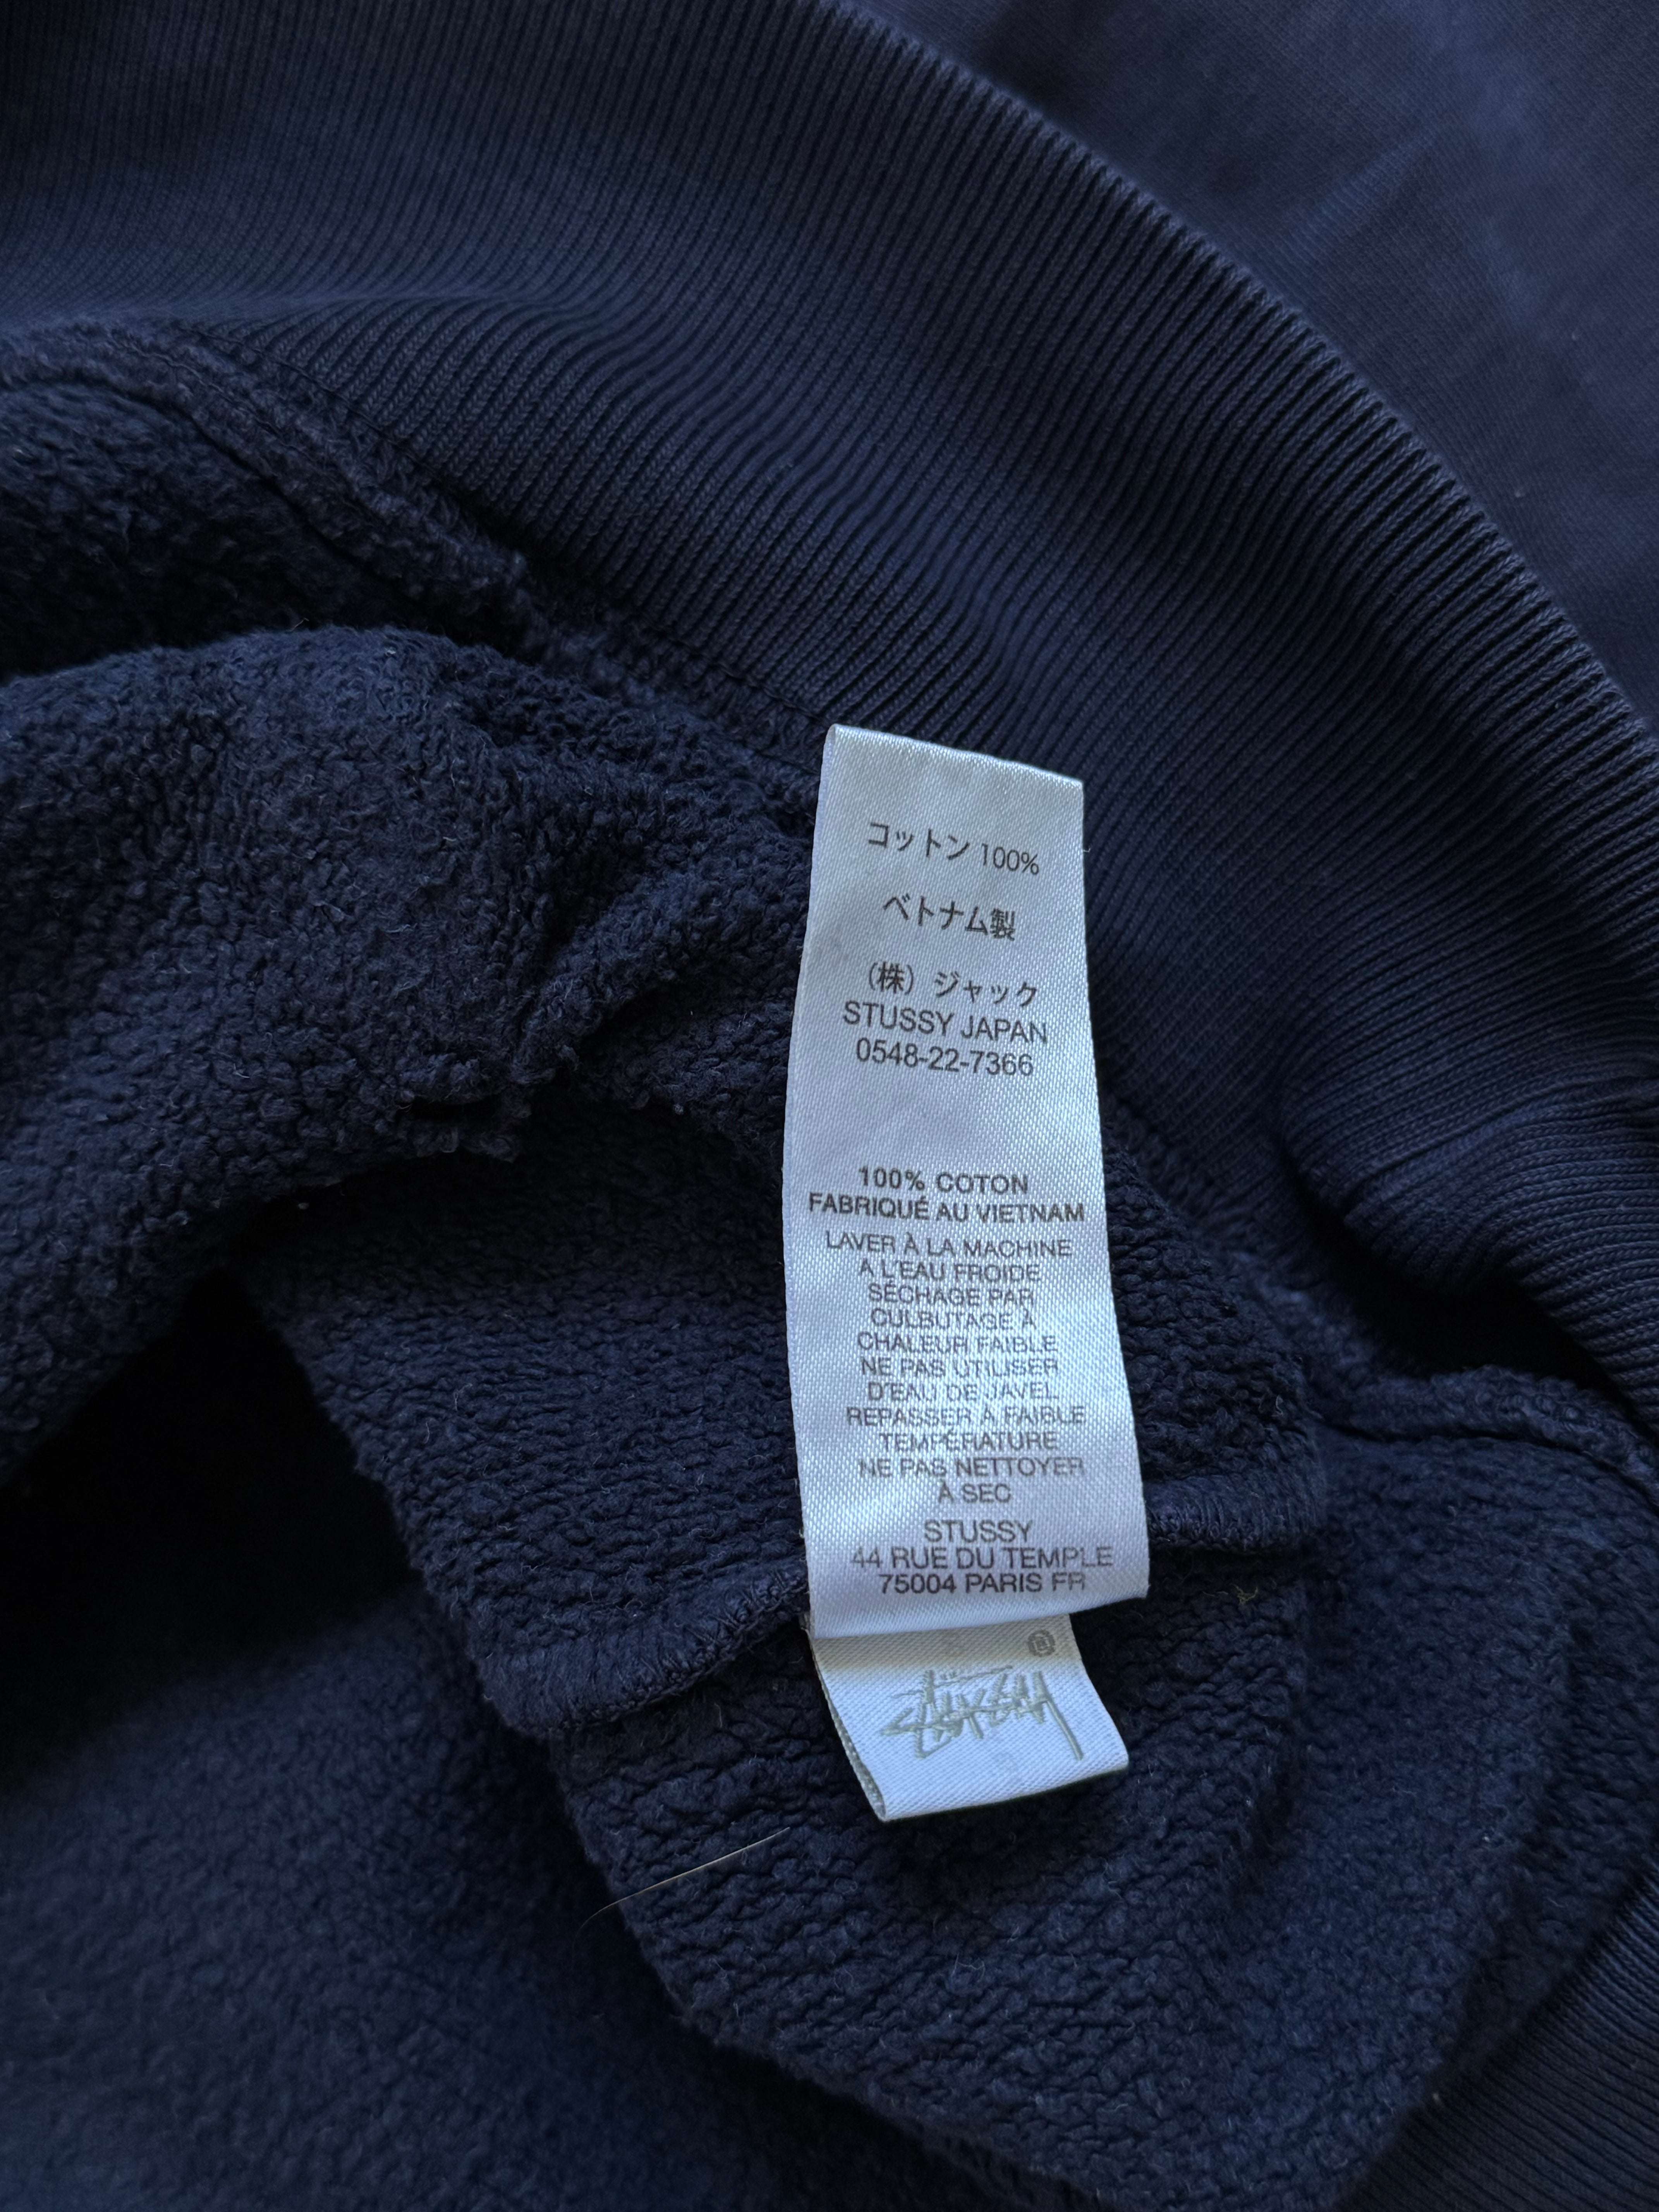 コットン 100%
ベトナム製
(株) ジャック
STUSSY JAPAN
0548-22-7366
100% COTON
FABRIQUÉ AU VIETNAM
LAVER À LA MACHINE
A L'EAU FROIDE
SÉCHAGE PAR
CULBUTAGE À
CHALEUR FAIBLE
NE PAS UTILISER
D'EAU DE JAVEL
REPASSER À FAIBLE
TEMPÉRATURE
NE PAS NETTOYER
À SEC
STUSSY
44 RUE DU TEMPLE
75004 PARIS FR
Stüssy